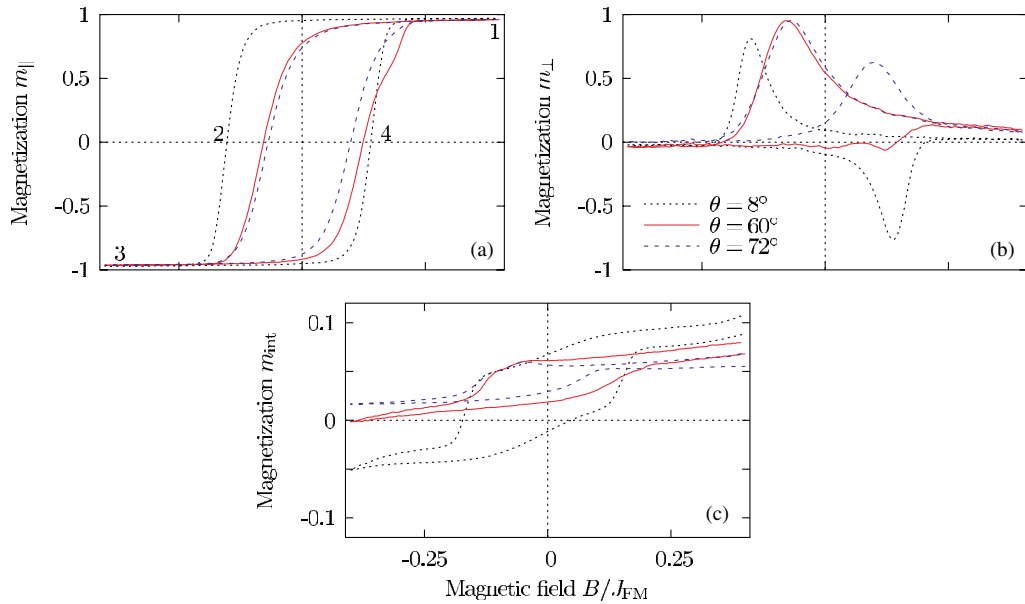 1
0.5
0
-0.5
-1
Magnetization m∥
1
2
3
4
(a)
1
0.5
0
-0.5
-1
Magnetization m⊥
θ = 8°
θ = 60°
θ = 72°
(b)
0.1
0
-0.1
Magnetization m_int
(c)
-0.25 0 0.25
Magnetic field B/J_FM